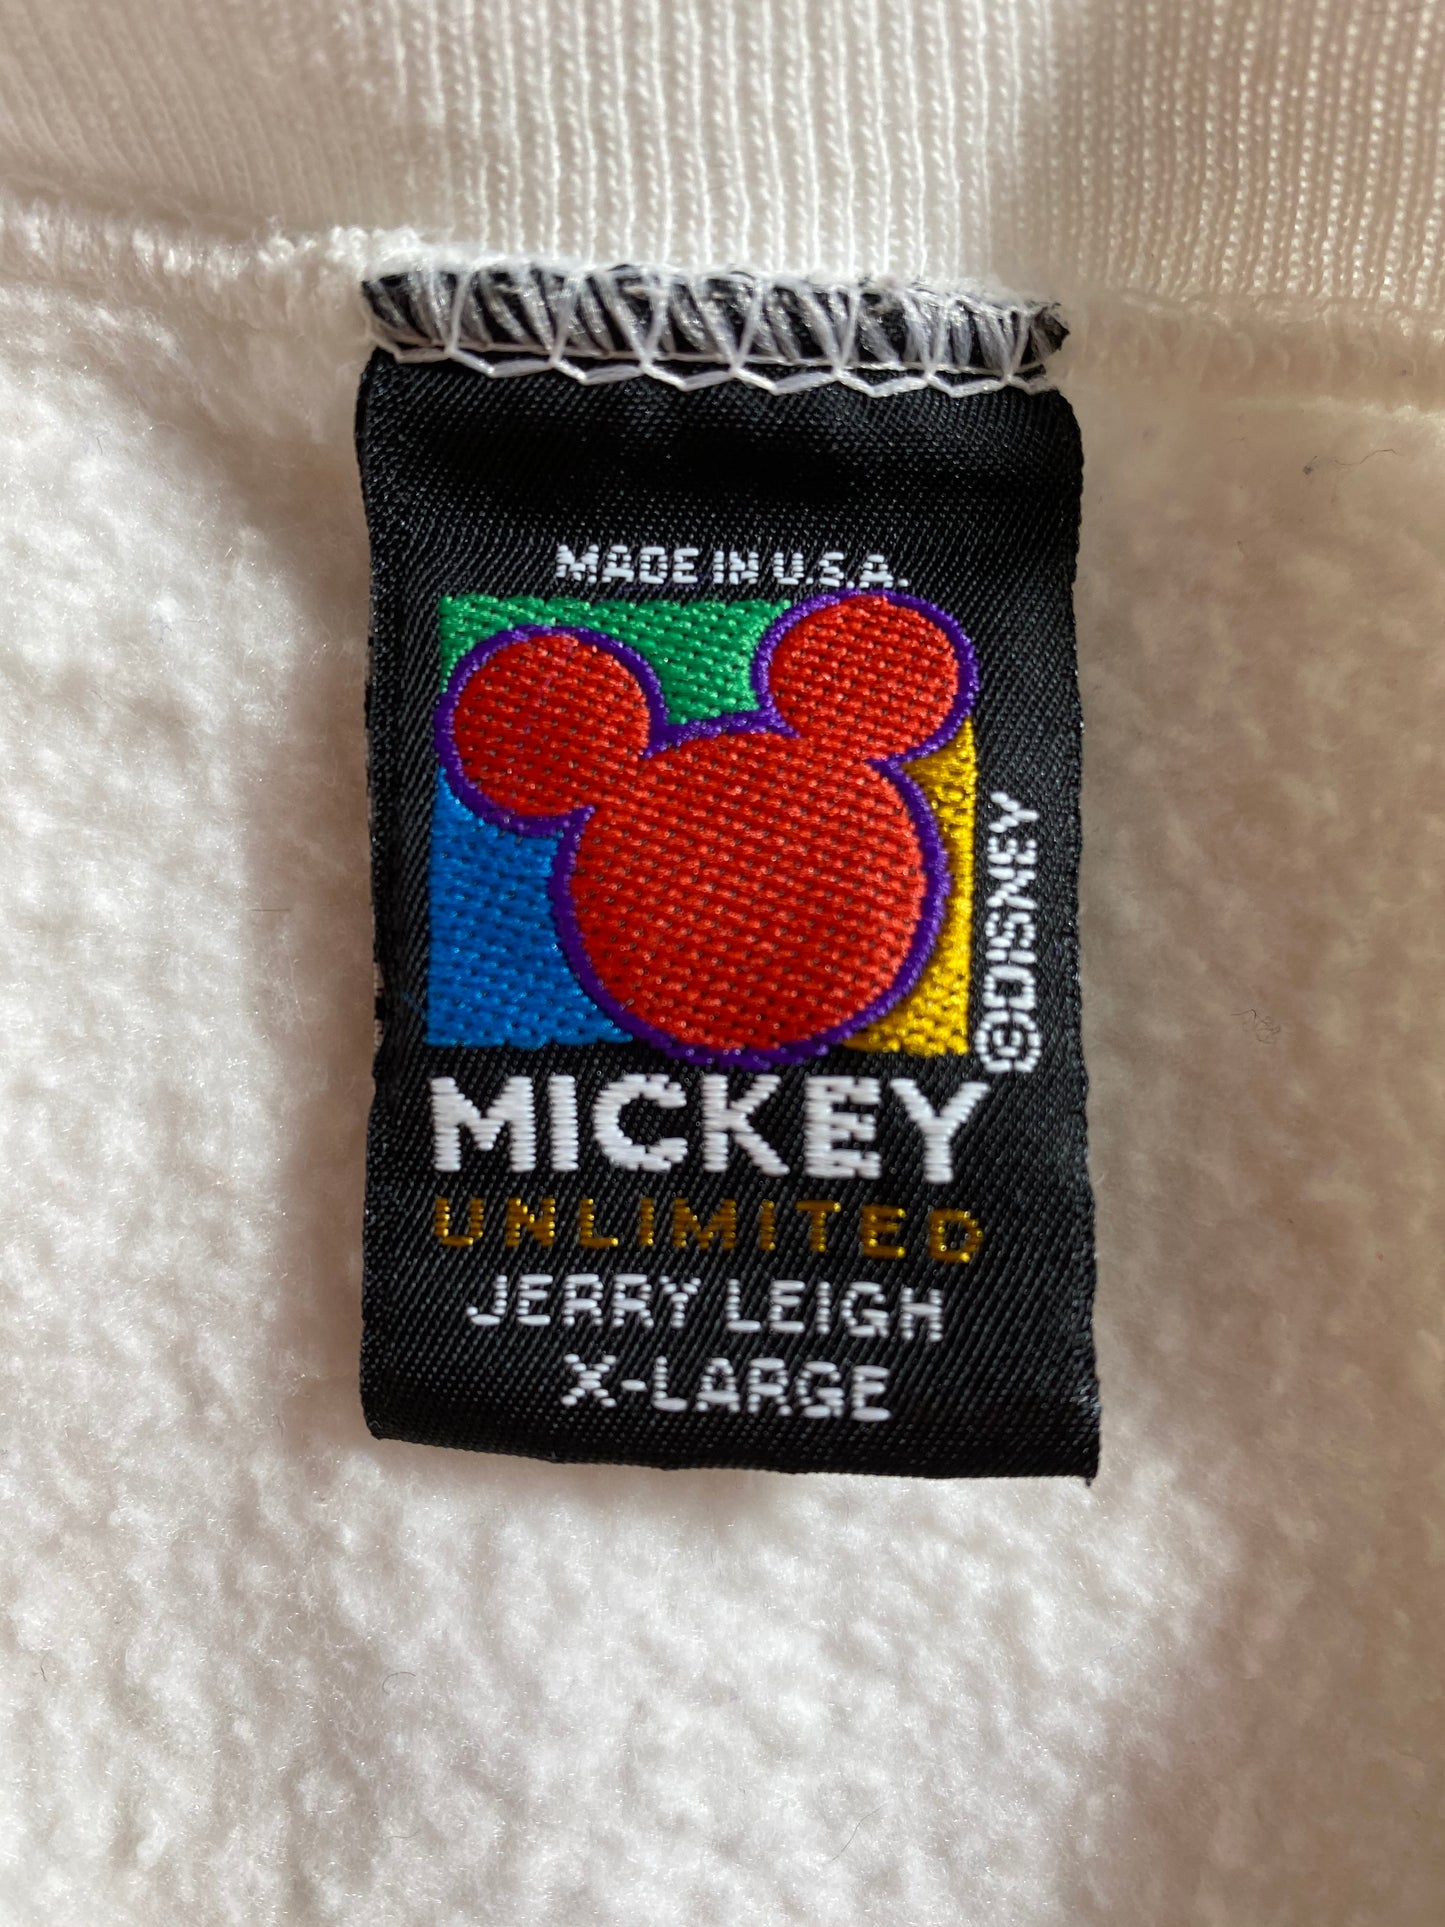 MADE IN U.S.A.
©DISNEY
MICKEY
UNLIMITED
JERRY LEIGH
X-LARGE